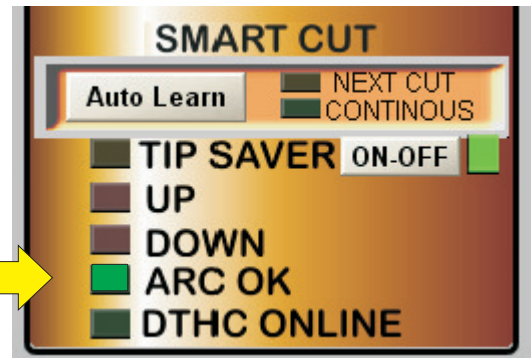 SMART CUT
Auto Learn
NEXT CUT
CONTINOUS
TIP SAVER ON-OFF
UP
DOWN
ARC OK
DTHC ONLINE